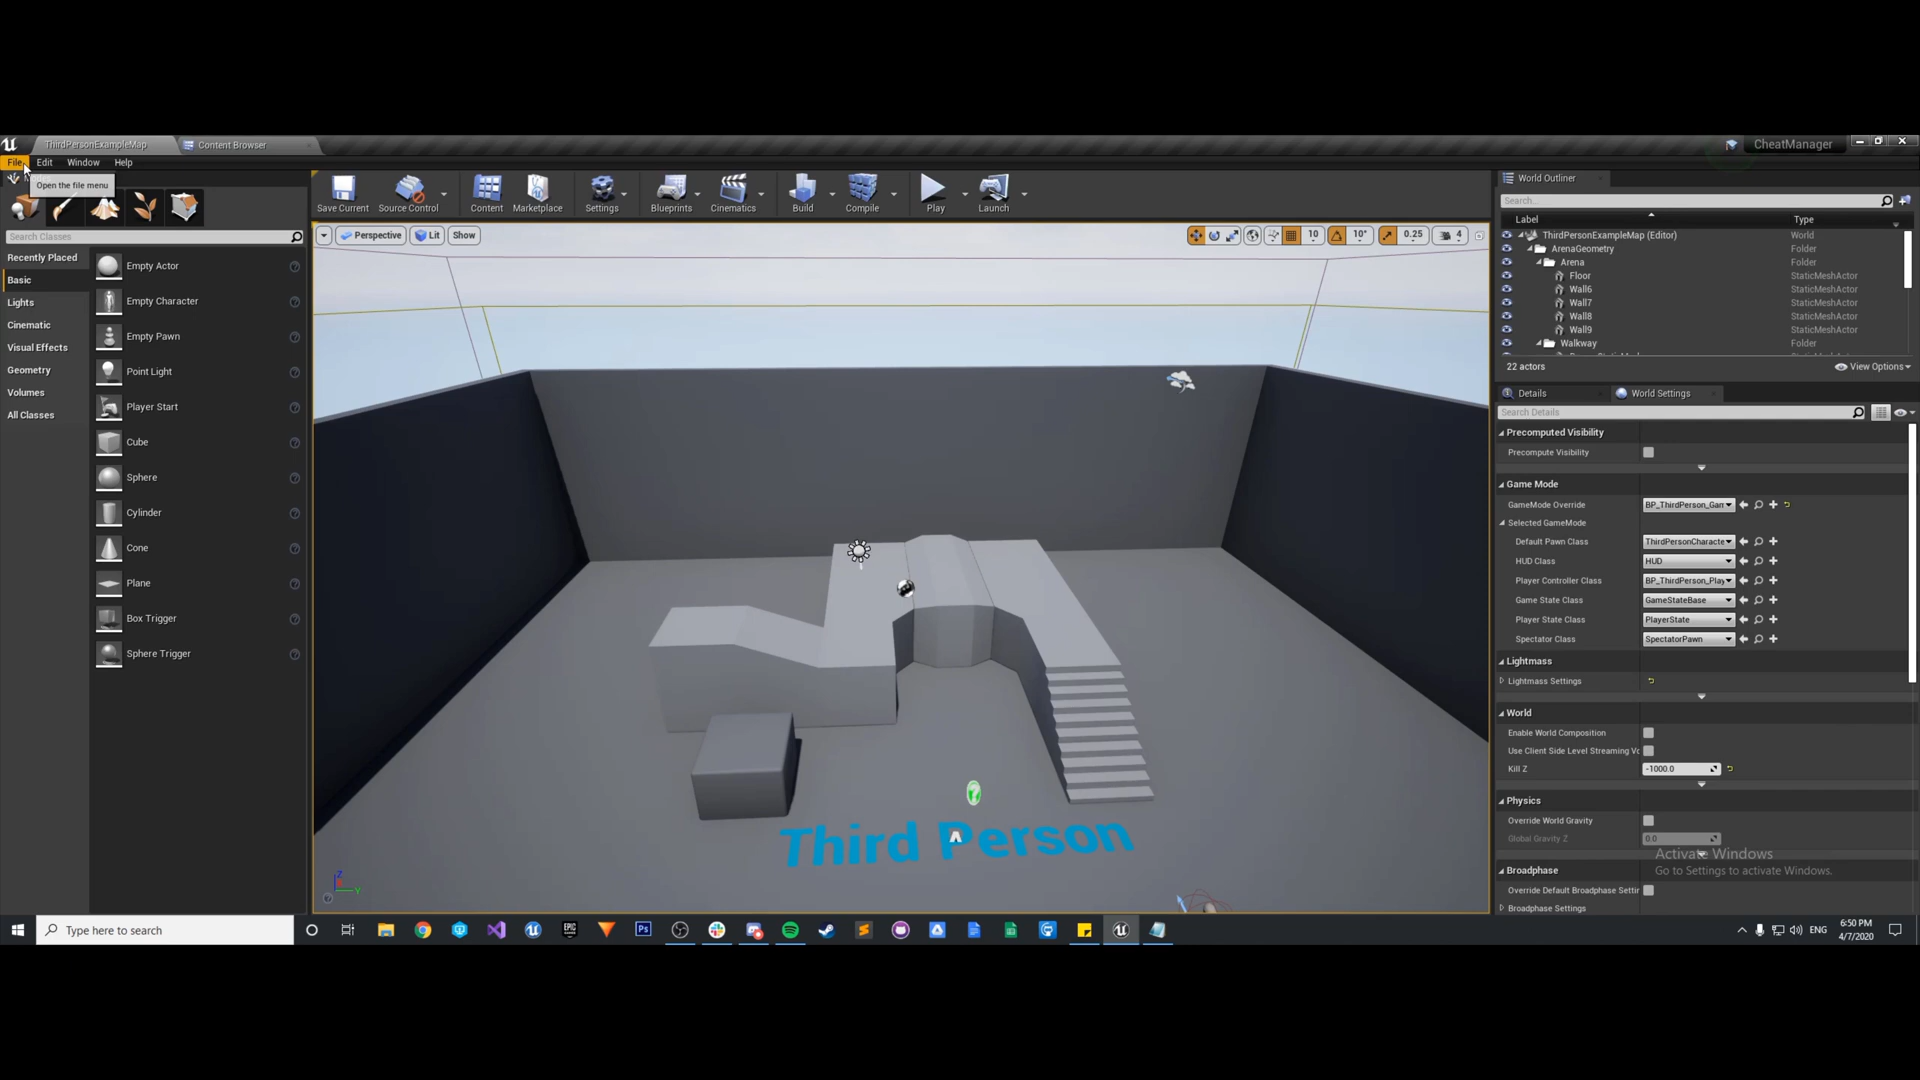 ThirdPersonExampleMap
Content Browser
CheatManager
File
Edit
Window
Help
Open the file menu
Save Current
Source Control
Content
Marketplace
Settings
Blueprints
Cinematics
Build
Compile
Play
Launch
Search Classes
Recently Placed
Basic
Lights
Cinematic
Visual Effects
Geometry
Volumes
All Classes
Empty Actor
Empty Character
Empty Pawn
Point Light
Player Start
Cube
Sphere
Cylinder
Cone
Plane
Box Trigger
Sphere Trigger
Perspective
Lit
Show
10
10°
0.25
4
Third Person
Z
Y
World Outliner
Search...
Label
Type
ThirdPersonExampleMap (Editor)
World
ArenaGeometry
Folder
Arena
Folder
Floor
StaticMeshActor
Wall6
StaticMeshActor
Wall7
StaticMeshActor
Wall8
StaticMeshActor
Wall9
StaticMeshActor
Walkway
Folder
22 actors
View Options
Details
World Settings
Search Details
Precomputed Visibility
Precompute Visibility
Game Mode
GameMode Override
BP_ThirdPerson_Gam
Selected GameMode
Default Pawn Class
ThirdPersonCharacte
HUD Class
HUD
Player Controller Class
BP_ThirdPerson_Play
Game State Class
GameStateBase
Player State Class
PlayerState
Spectator Class
SpectatorPawn
Lightmass
Lightmass Settings
World
Enable World Composition
Use Client Side Level Streaming Vo
Kill Z
-1000.0
Physics
Override World Gravity
Global Gravity Z
0.0
Activate Windows
Go to Settings to activate Windows.
Broadphase
Override Default Broadphase Settin
Broadphase Settings
Type here to search
EPIC
Ps
ENG
6:50 PM
4/7/2020